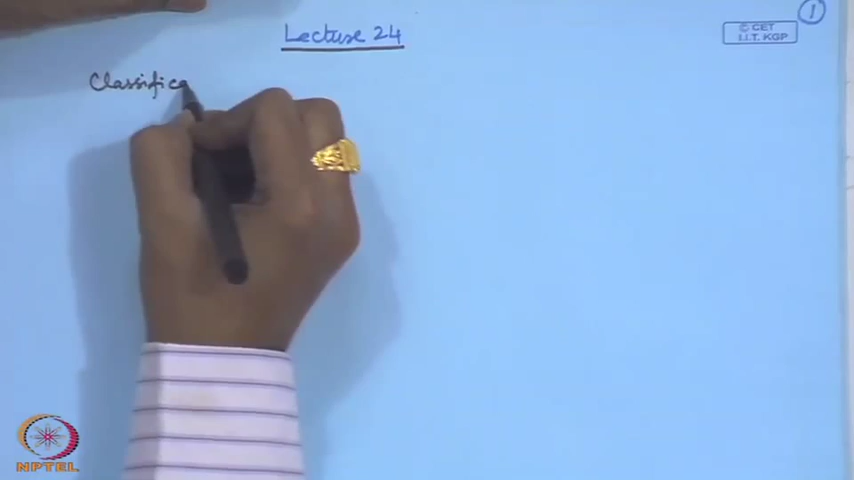 Lecture 24
© CET
I.I.T. KGP
1
Classifica
NPTEL